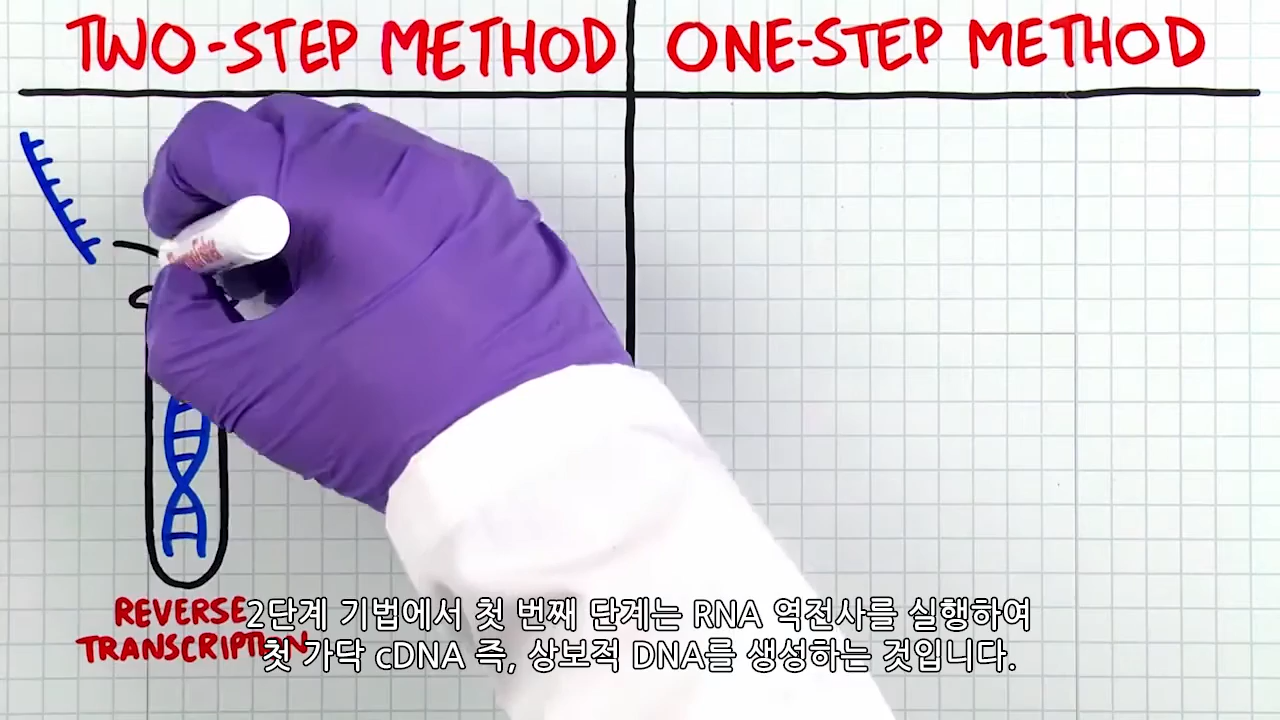 TWO-STEP METHOD
ONE-STEP METHOD
REVERSE
TRANSCRIPTION
2단계 기법에서 첫 번째 단계는 RNA 역전사를 실행하여
첫 가닥 cDNA 즉, 상보적 DNA를 생성하는 것입니다.